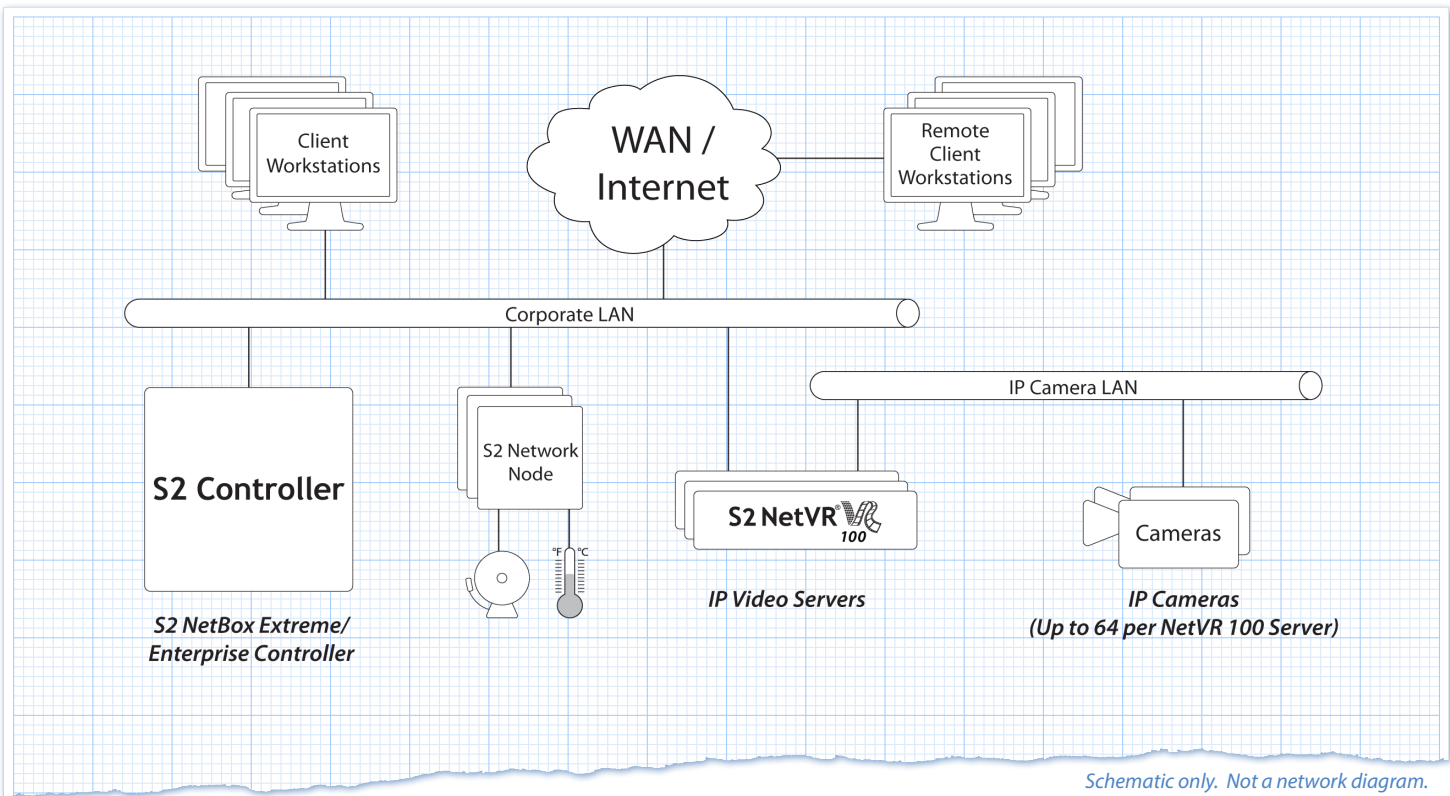 Client
Workstations
WAN /
Internet
Remote
Client
Workstations
Corporate LAN
IP Camera LAN
S2 Controller
S2 Network
Node
°F °C
S2 NetVR® VR
100
Cameras
S2 NetBox Extreme/
Enterprise Controller
IP Video Servers
IP Cameras
(Up to 64 per NetVR 100 Server)
Schematic only. Not a network diagram.